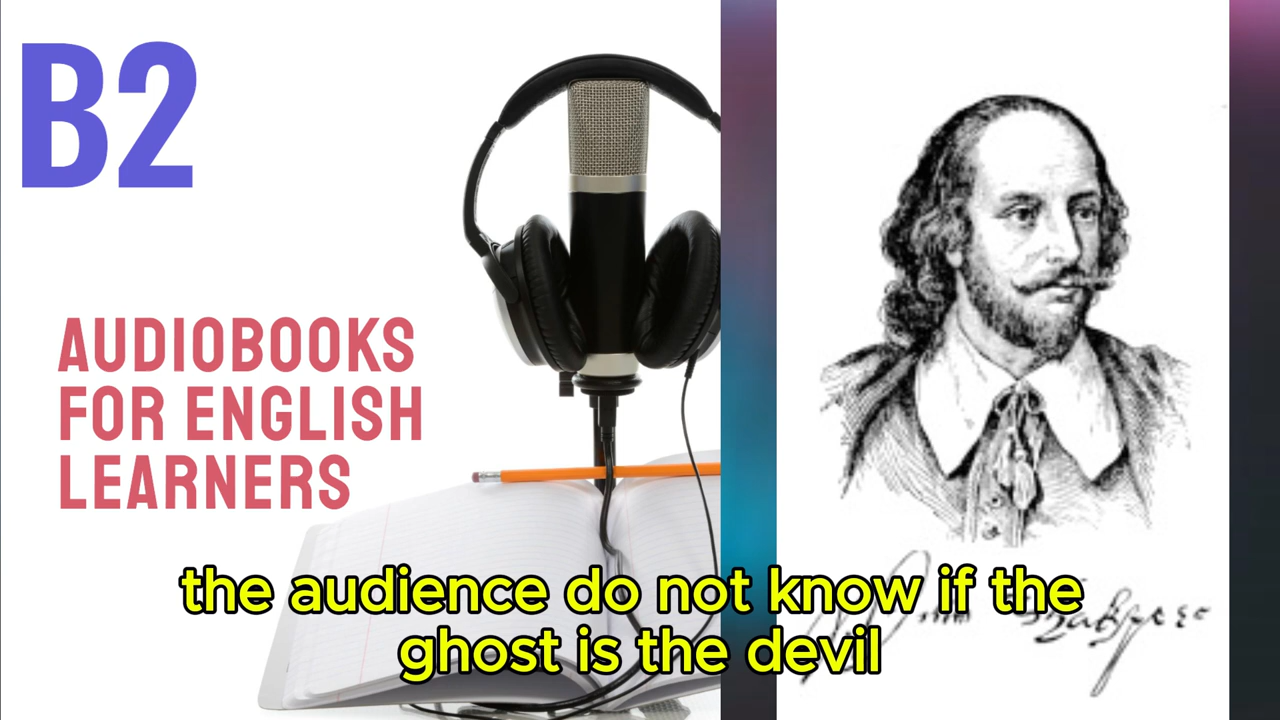 B2
AUDIOBOOKS
FOR ENGLISH
LEARNERS
the audience do not know if the
ghost is the devil